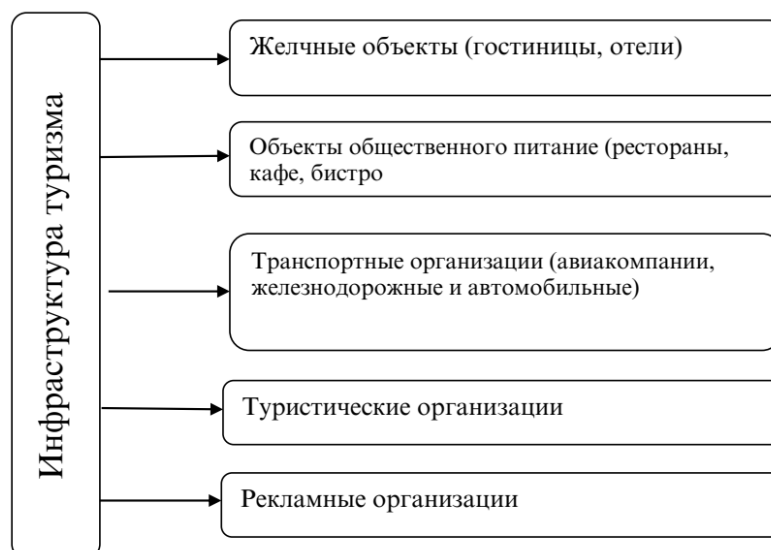 Инфраструктура туризма
Желчные объекты (гостиницы, отели)
Объекты общественного питание (рестораны,
кафе, бистро
Транспортные организации (авиакомпании,
железнодорожные и автомобильные)
Туристические организации
Рекламные организации